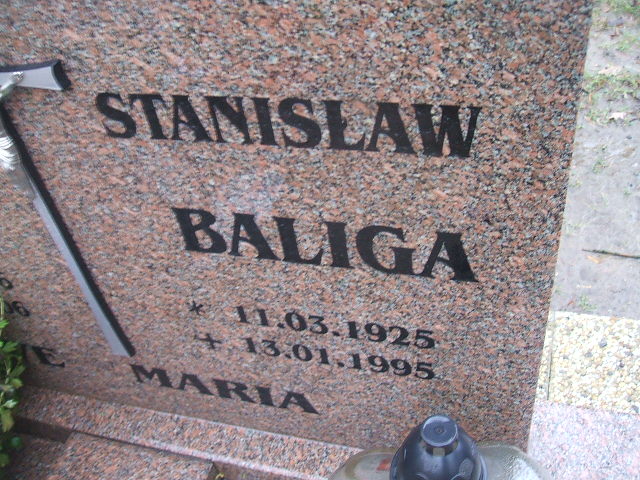 STANISŁAW
BALIGA
* 11.03.1925
+ 13.01.1995
MARIA